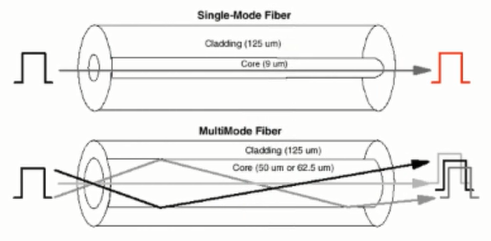 Single-Mode Fiber
Cladding (125 um)
Core (9 um)
MultiMode Fiber
Cladding (125 um)
Core (50 um or 62.5 um)